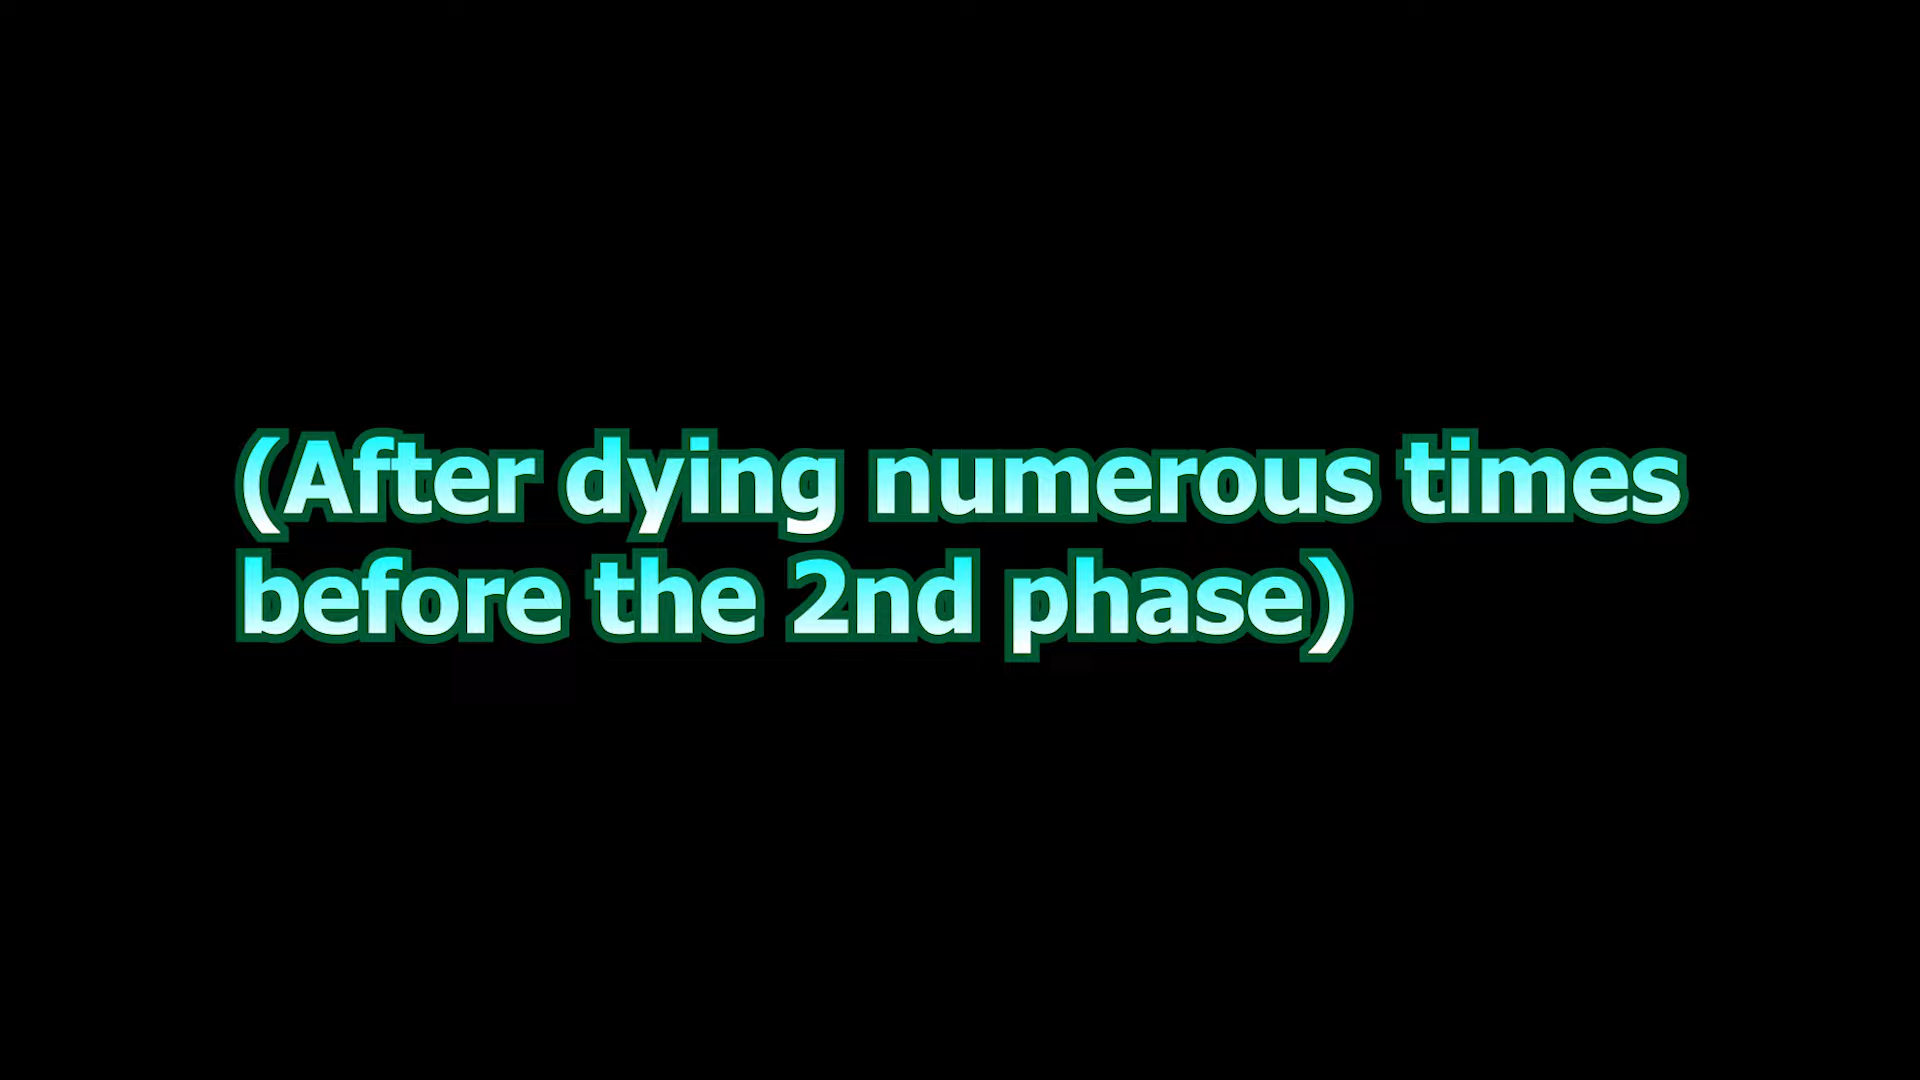 (After dying numerous times
before the 2nd phase)